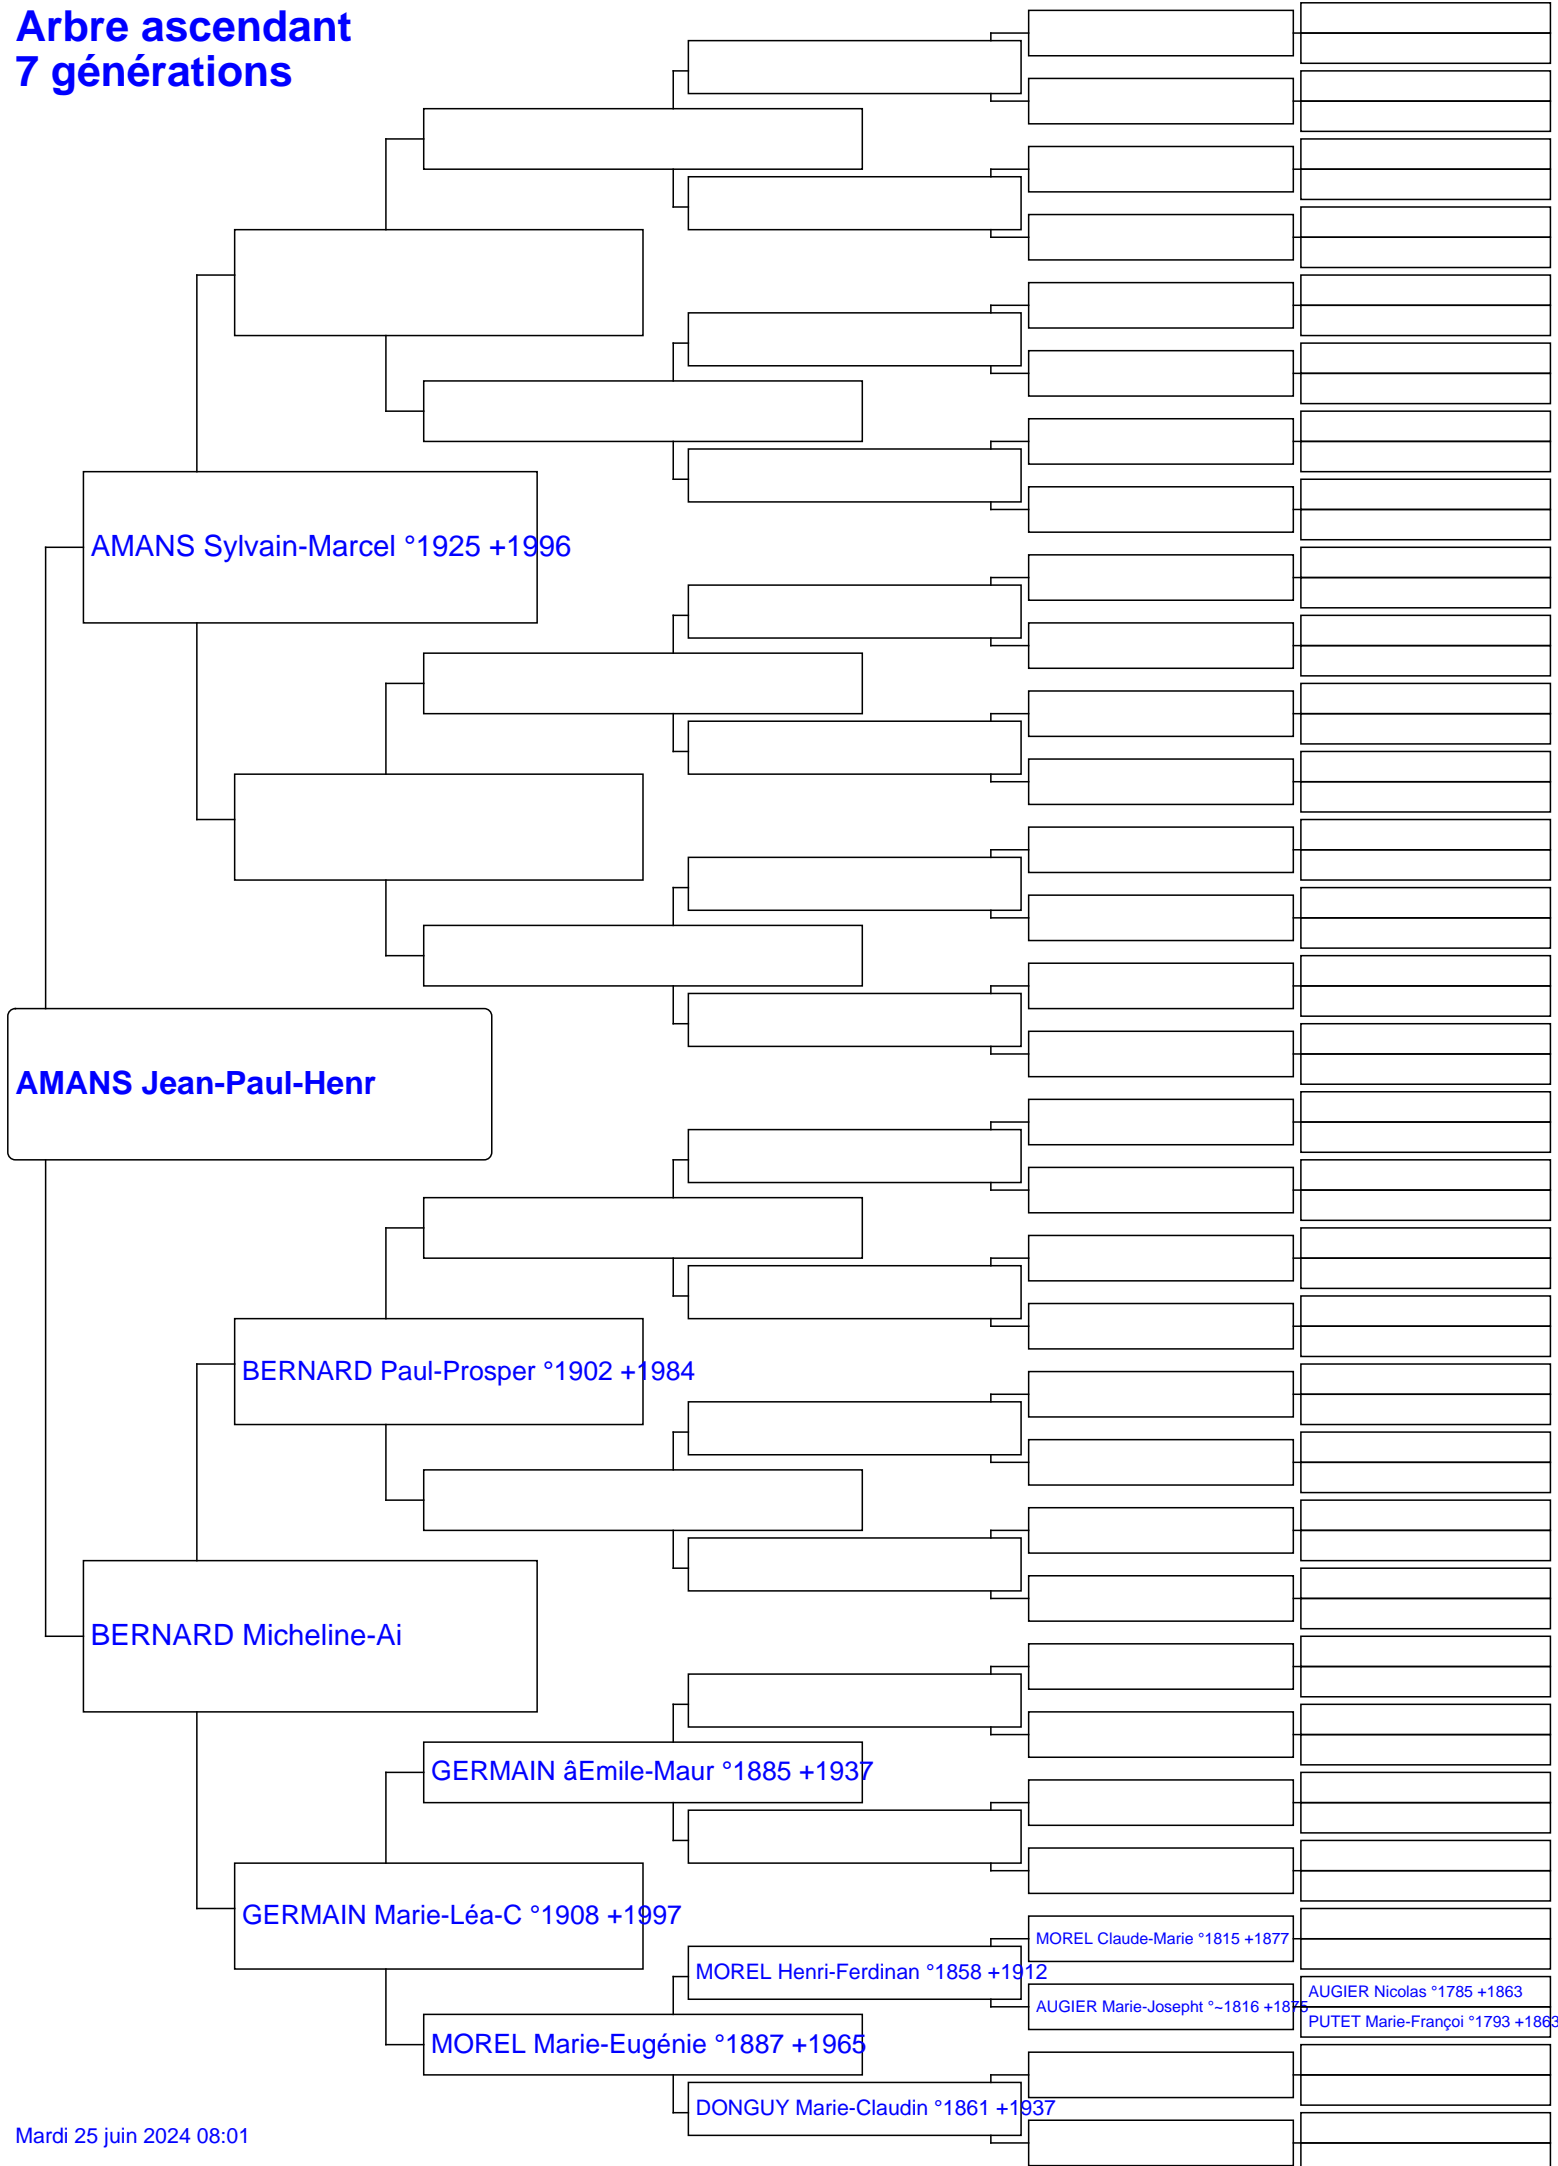 Arbre ascendant
7 générations
AMANS Sylvain-Marcel °1925 +1996
AMANS Jean-Paul-Henr
BERNARD Paul-Prosper °1902 +1984
BERNARD Micheline-Ai
GERMAIN âEmile-Maur °1885 +1937
GERMAIN Marie-Léa-C °1908 +1997
MOREL Claude-Marie °1815 +1877
MOREL Henri-Ferdinan °1858 +1912
AUGIER Nicolas °1785 +1863
AUGIER Marie-Josepht °~1816 +1875
PUTET Marie-Françoi °1793 +1863
MOREL Marie-Eugénie °1887 +1965
DONGUY Marie-Claudin °1861 +1937
Mardi 25 juin 2024 08:01